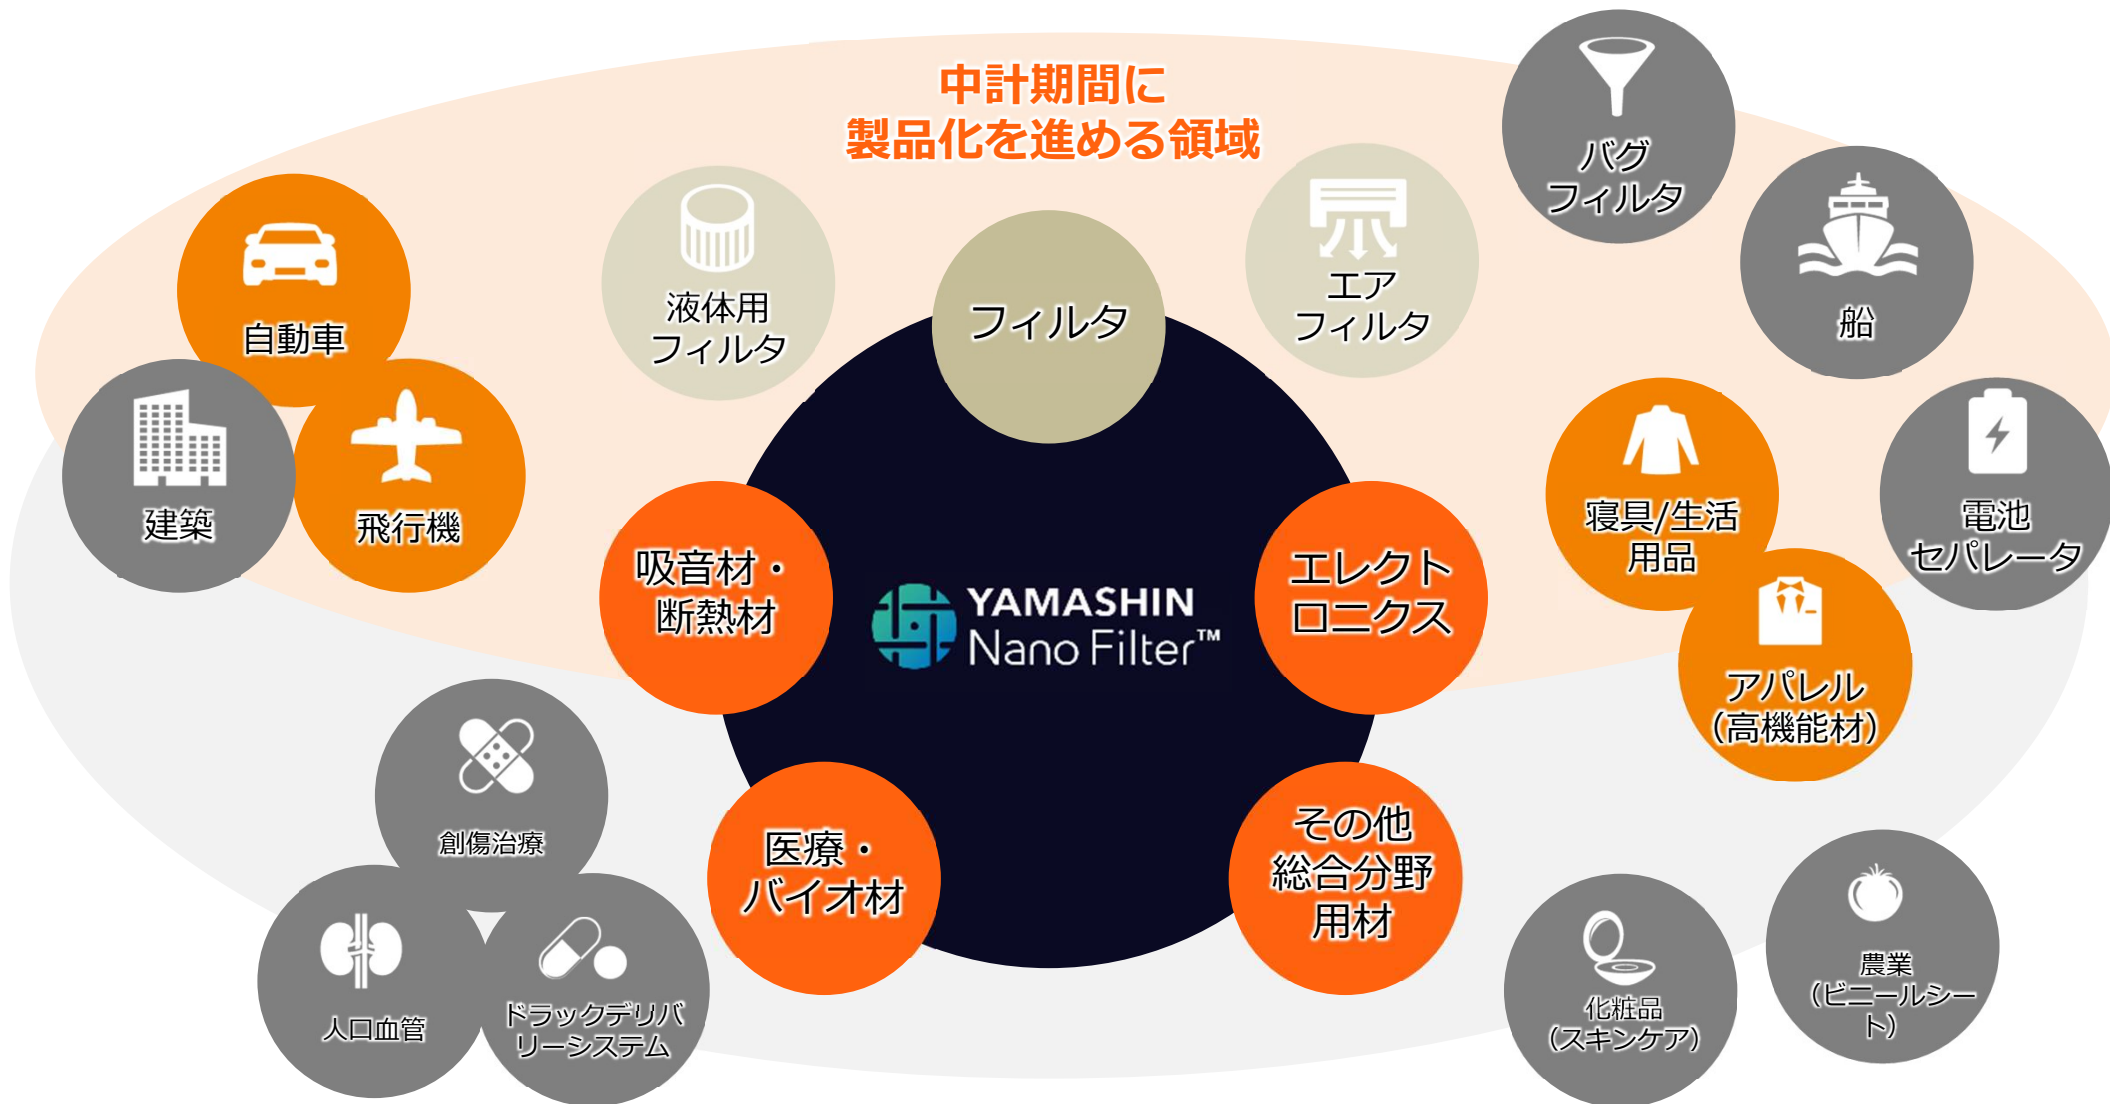 中計期間に
製品化を進める領域
バグ
フィルタ
船
自動車
液体用
フィルタ
フィルタ
エア
フィルタ
建築
飛行機
寝具/生活
用品
電池
セパレータ
吸音材・
断熱材
YAMASHIN
Nano Filter™
エレクト
ロニクス
アパレル
（高機能材）
創傷治療
人口血管
ドラックデリバ
リーシステム
医療・
バイオ材
その他
総合分野
用材
化粧品
（スキンケア）
農業
（ビニールシー
ト）